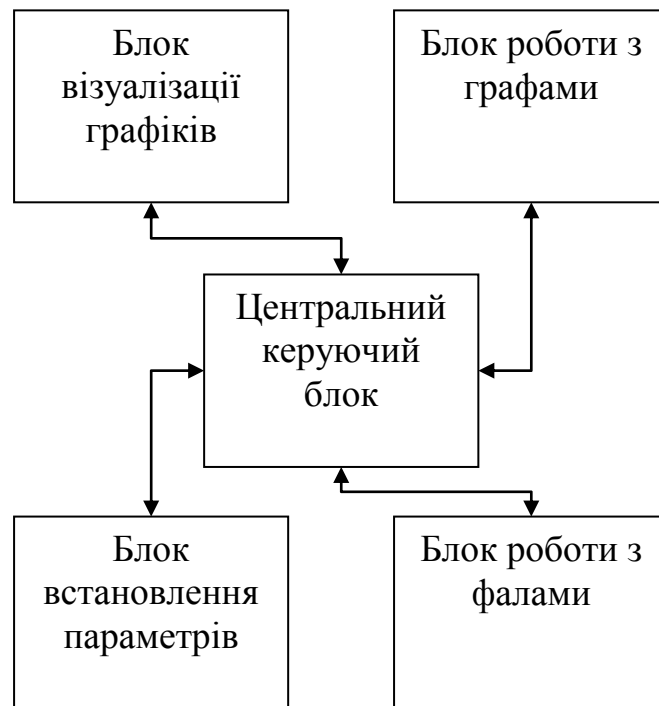 Блок
візуалізації
графіків
Блок роботи з
графами
Центральний
керуючий
блок
Блок
встановлення
параметрів
Блок роботи з
фалами